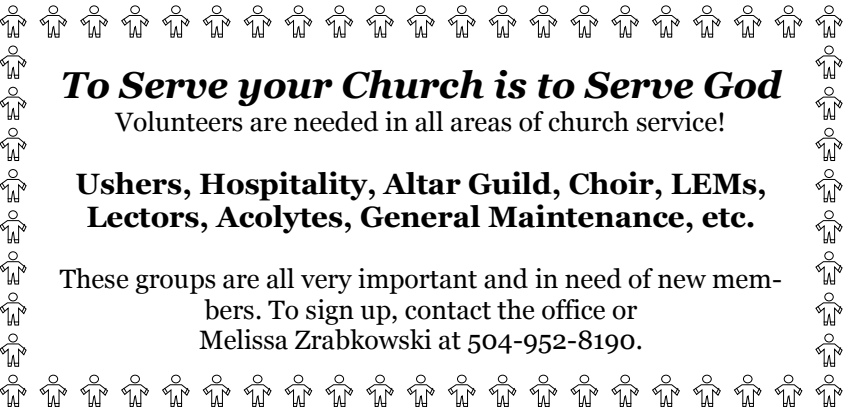 To Serve your Church is to Serve God
Volunteers are needed in all areas of church service!
Ushers, Hospitality, Altar Guild, Choir, LEMs,
Lectors, Acolytes, General Maintenance, etc.
These groups are all very important and in need of new mem-
bers. To sign up, contact the office or
Melissa Zrabkowski at 504-952-8190.